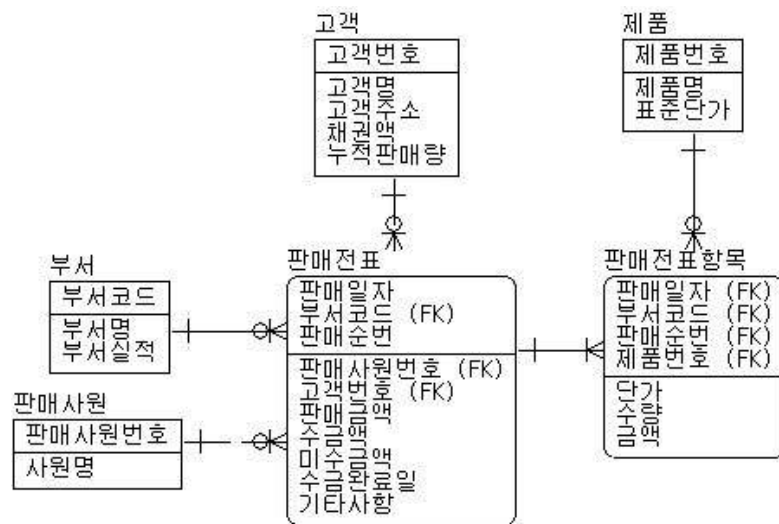 고객
고객번호
고객명
고객주소
채권액
누적판매량
제품
제품번호
제품명
표준단가
부서
부서코드
부서명
부서실적
판매사원
판매사원번호
사원명
판매전표
판매일자
부서코드 (FK)
판매순번
판매사원번호 (FK)
고객번호 (FK)
판매금액
수금액
미수금액
수금완료일
기타사항
판매전표항목
판매일자 (FK)
부서코드 (FK)
판매순번 (FK)
제품번호 (FK)
단가
수량
금액